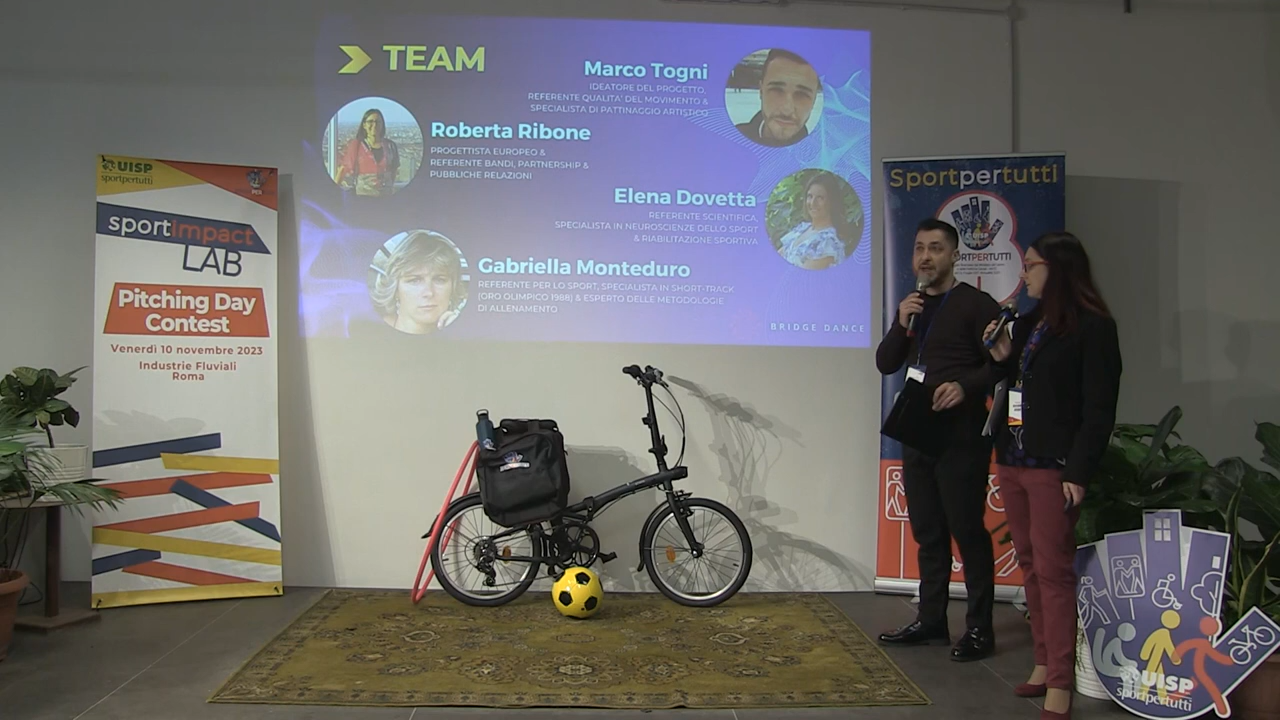 TEAM
Marco Togni
IDEATORE DEL PROGETTO,
REFERENTE QUALITA' DEL MOVIMENTO &
SPECIALISTA DI PATTINAGGIO ARTISTICO
Roberta Ribone
PROGETTISTA EUROPEO &
REFERENTE BANDI, PARTNERSHIP &
PUBBLICHE RELAZIONI
Elena Dovetta
REFERENTE SCIENTIFICA,
SPECIALISTA IN NEUROSCIENZE DELLO SPORT
& RIABILITAZIONE SPORTIVA
Gabriella Monteduro
REFERENTE PER LO SPORT, SPECIALISTA IN SHORT-TRACK
(ORO OLIMPICO 1988) & ESPERTO DELLE METODOLOGIE
DI ALLENAMENTO
BRIDGE DANCE
UISP
sportpertutti
sportimpact
LAB
Pitching Day
Contest
Venerdì 10 novembre 2023
Industrie Fluviali
Roma
Sportpertutti
UISP
SPORTPERTUTTI
UISP
sportpertutti